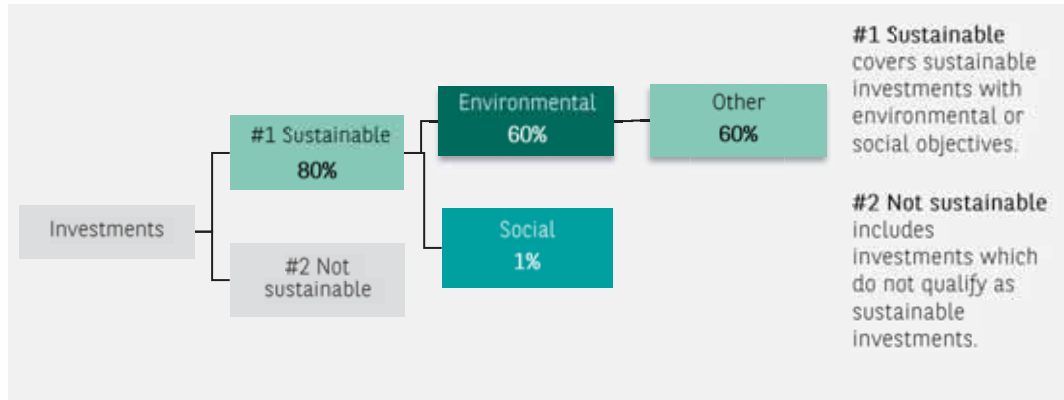 Investments
#1 Sustainable
80%
#2 Not
sustainable
Environmental
60%
Social
1%
Other
60%
#1 Sustainable
covers sustainable
investments with
environmental or
social objectives.
#2 Not sustainable
includes
investments which
do not qualify as
sustainable
investments.